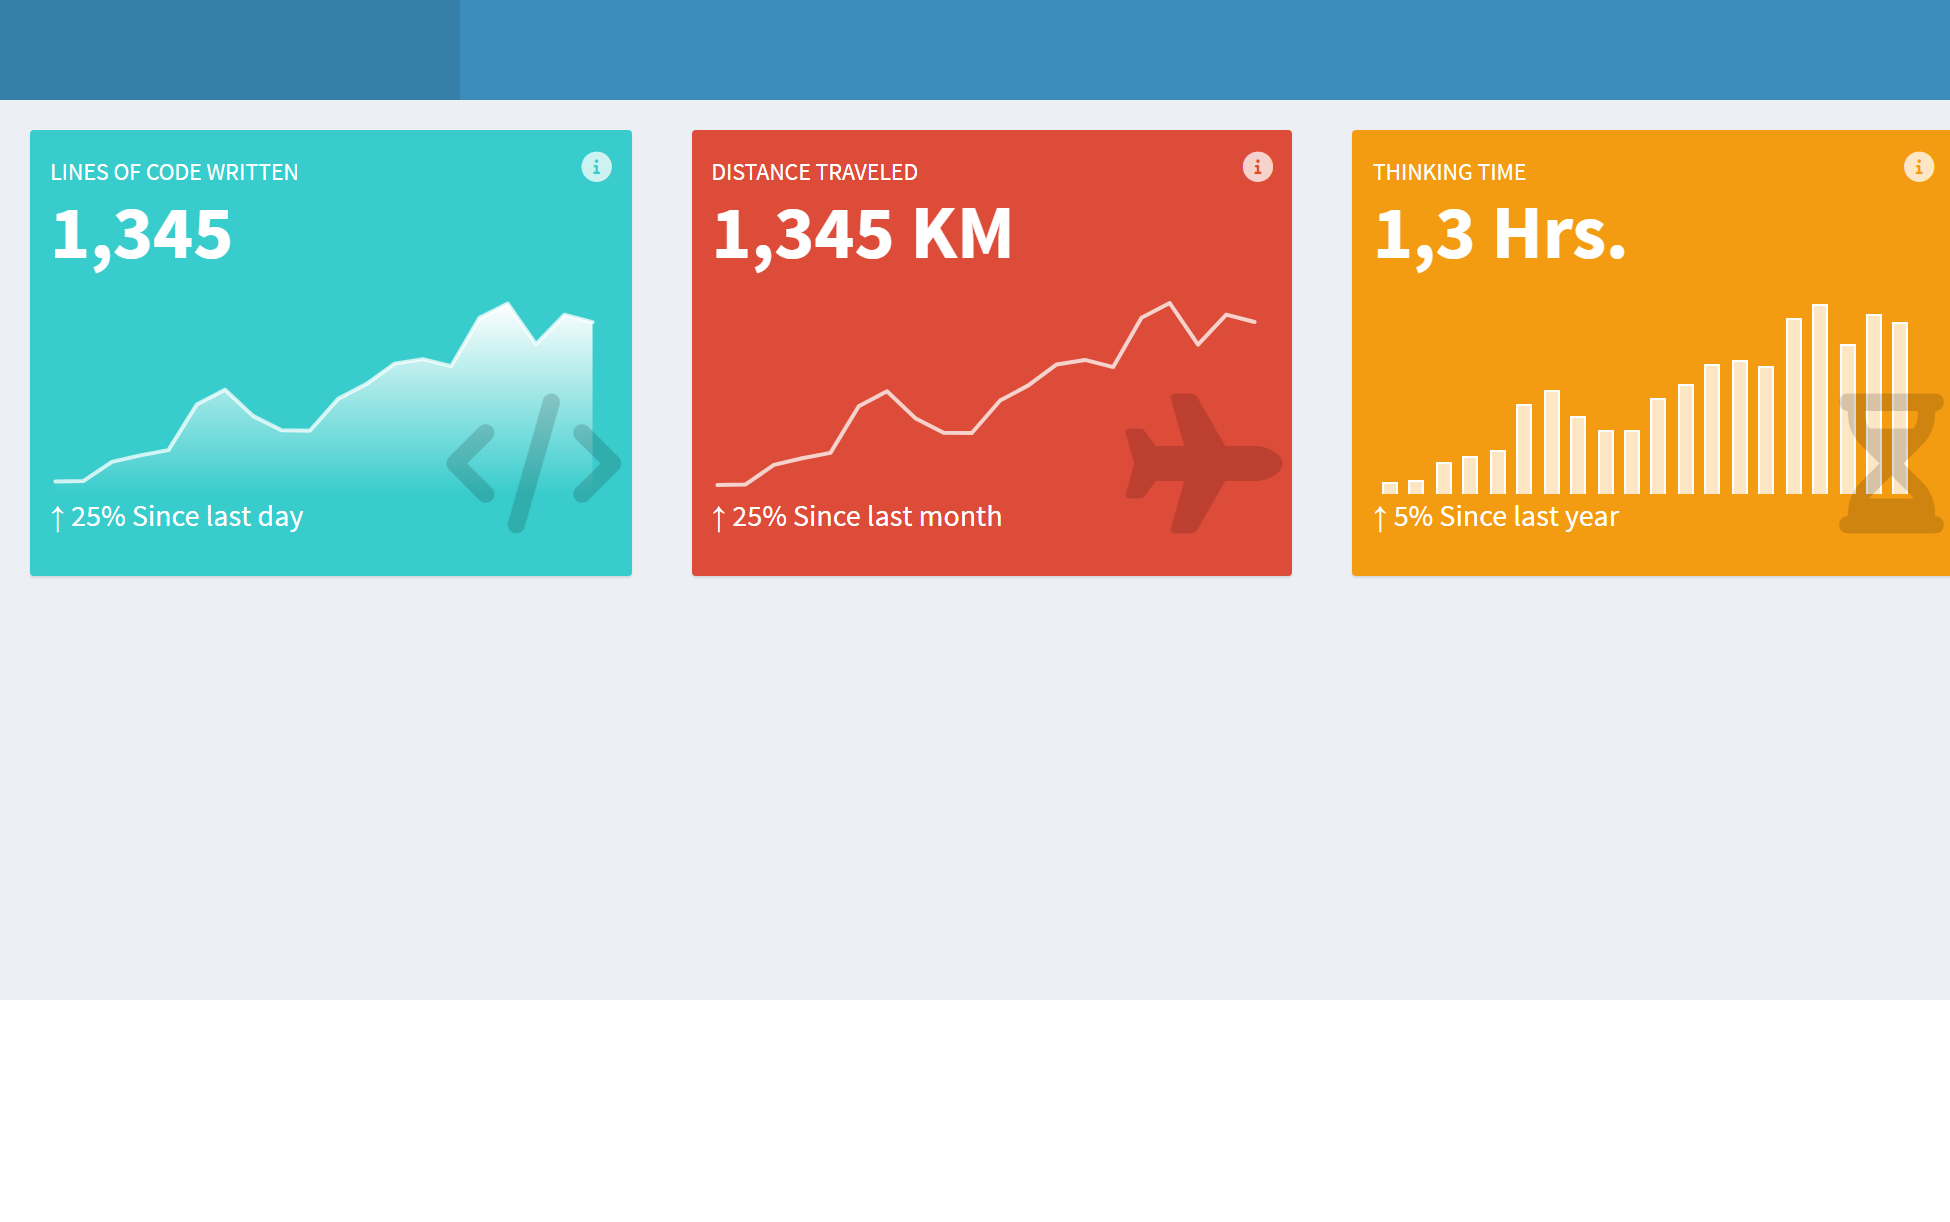 LINES OF CODE WRITTEN
1,345
↑ 25% Since last day
DISTANCE TRAVELED
1,345 KM
↑ 25% Since last month
THINKING TIME
1,3 Hrs.
↑ 5% Since last year